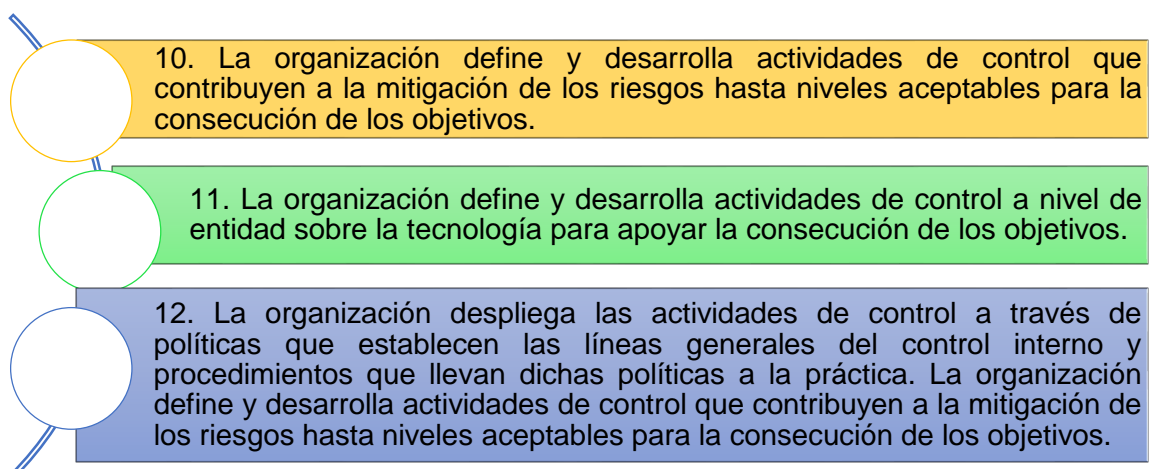 10. La organización define y desarrolla actividades de control que
contribuyen a la mitigación de los riesgos hasta niveles aceptables para la
consecución de los objetivos.
11. La organización define y desarrolla actividades de control a nivel de
entidad sobre la tecnología para apoyar la consecución de los objetivos.
12. La organización despliega las actividades de control a través de
políticas que establecen las líneas generales del control interno y
procedimientos que llevan dichas políticas a la práctica. La organización
define y desarrolla actividades de control que contribuyen a la mitigación de
los riesgos hasta niveles aceptables para la consecución de los objetivos.